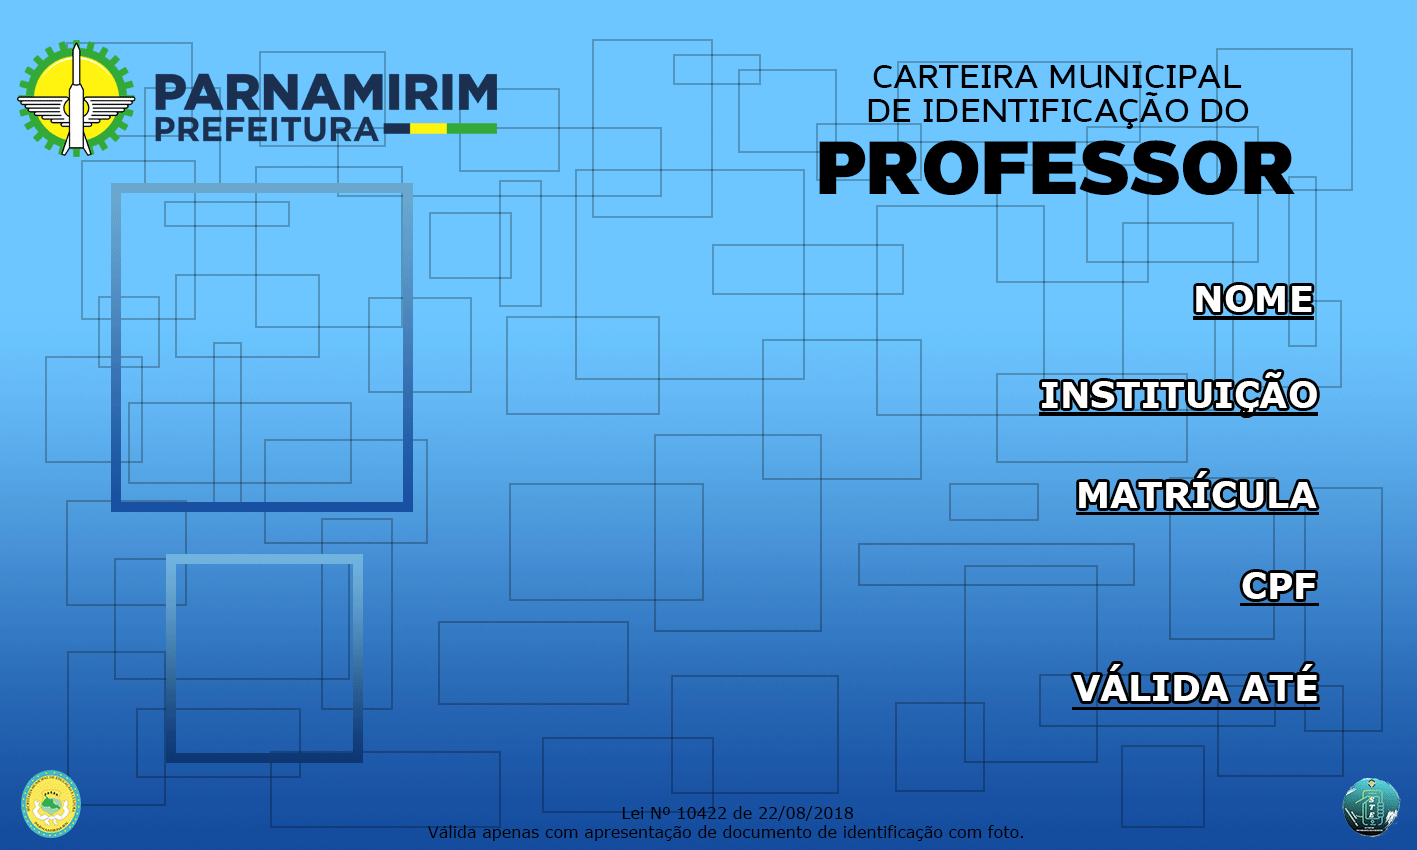 PARNAMIRIM
PREFEITURA
CARTEIRA MUNICIPAL
DE IDENTIFICAÇÃO DO
PROFESSOR
NOME
INSTITUIÇÃO
MATRÍCULA
CPF
VÁLIDA ATÉ
Lei Nº 10422 de 22/08/2018
Válida apenas com apresentação de documento de identificação com foto.